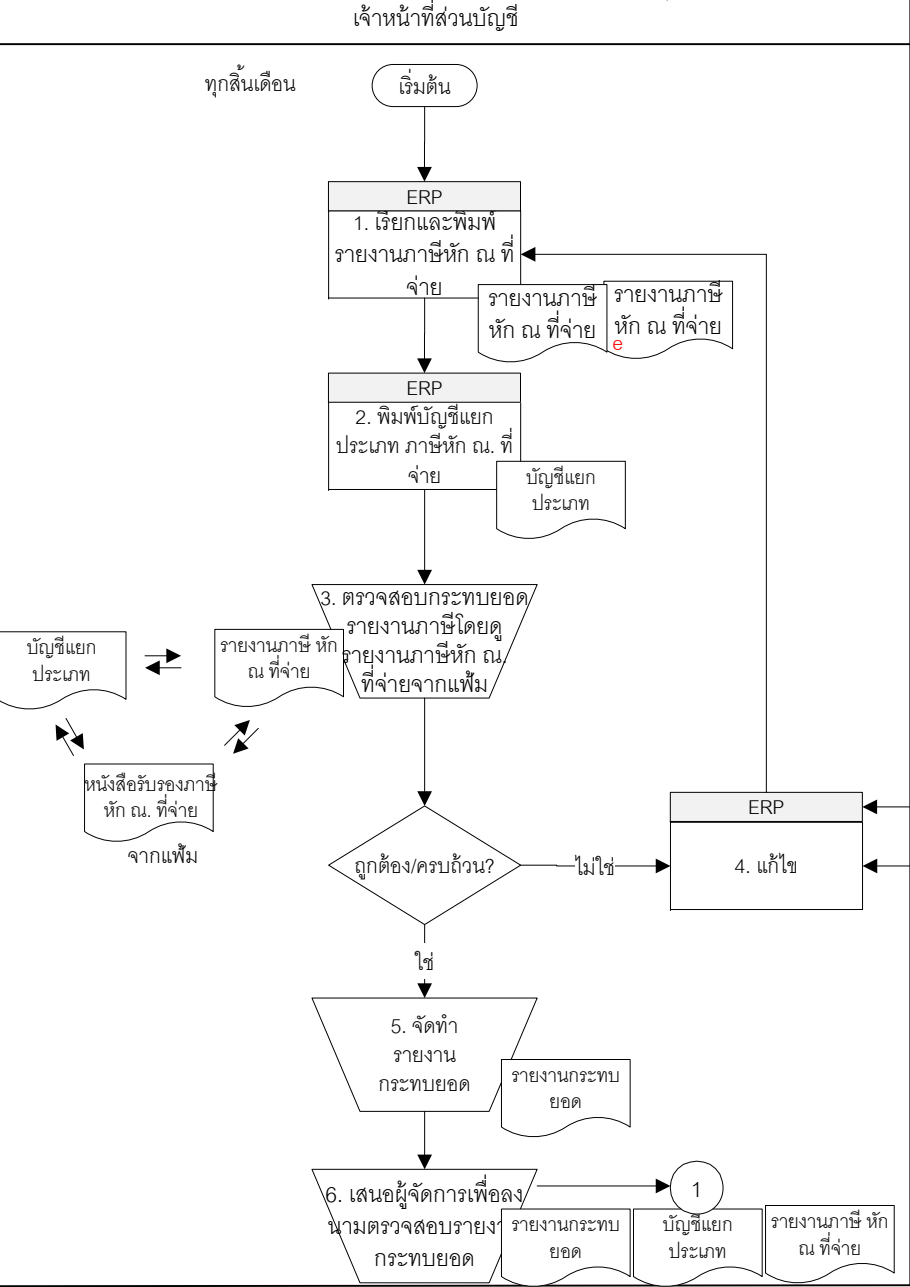 เจ้าหน้าที่ส่วนบัญชี
ทุกสิ้นเดือน
เริ่มต้น
ERP
1. เรียกและพิมพ์
รายงานภาษีหัก ณ ที่
จ่าย
รายงานภาษี
หัก ณ ที่จ่าย
รายงานภาษี
หัก ณ ที่จ่าย
e
ERP
2. พิมพ์บัญชีแยก
ประเภท ภาษีหัก ณ. ที่
จ่าย
บัญชีแยก
ประเภท
3. ตรวจสอบกระทบยอด
รายงานภาษีโดยดู
รายงานภาษีหัก ณ.
ที่จ่ายจากแฟ้ม
บัญชีแยก
ประเภท
รายงานภาษี หัก
ณ ที่จ่าย
หนังสือรับรองภาษี
หัก ณ. ที่จ่าย
จากแฟ้ม
ถูกต้อง/ครบถ้วน?
ไม่ใช่
ERP
4. แก้ไข
ใช่
5. จัดทำ
รายงาน
กระทบยอด
รายงานกระทบ
ยอด
6. เสนอผู้จัดการเพื่อลง
นามตรวจสอบรายงาน
กระทบยอด
1
รายงานกระทบ
ยอด
บัญชีแยก
ประเภท
รายงานภาษี หัก
ณ ที่จ่าย